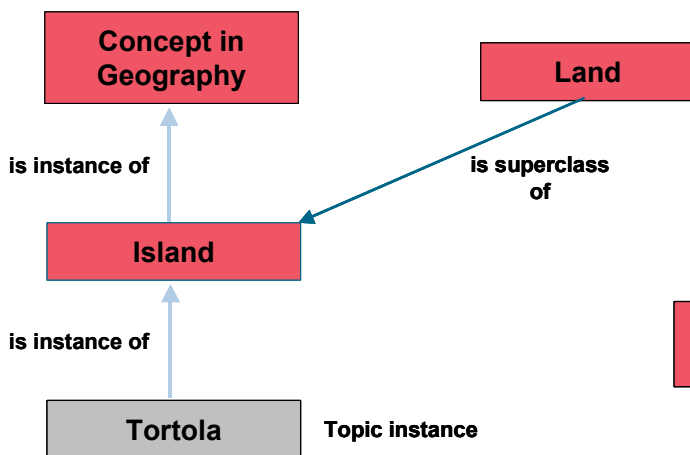 Concept in
Geography
Land
is instance of
is superclass
of
Island
is instance of
Tortola
Topic instance